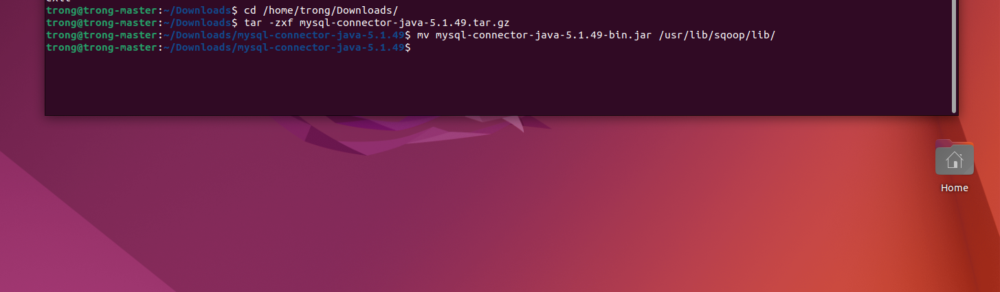 trong@trong-master:~/Downloads$ cd /home/trong/Downloads/
trong@trong-master:~/Downloads$ tar -zxf mysql-connector-java-5.1.49.tar.gz
trong@trong-master:~/Downloads/mysql-connector-java-5.1.49$ mv mysql-connector-java-5.1.49-bin.jar /usr/lib/sqoop/lib/
trong@trong-master:~/Downloads/mysql-connector-java-5.1.49$
Home